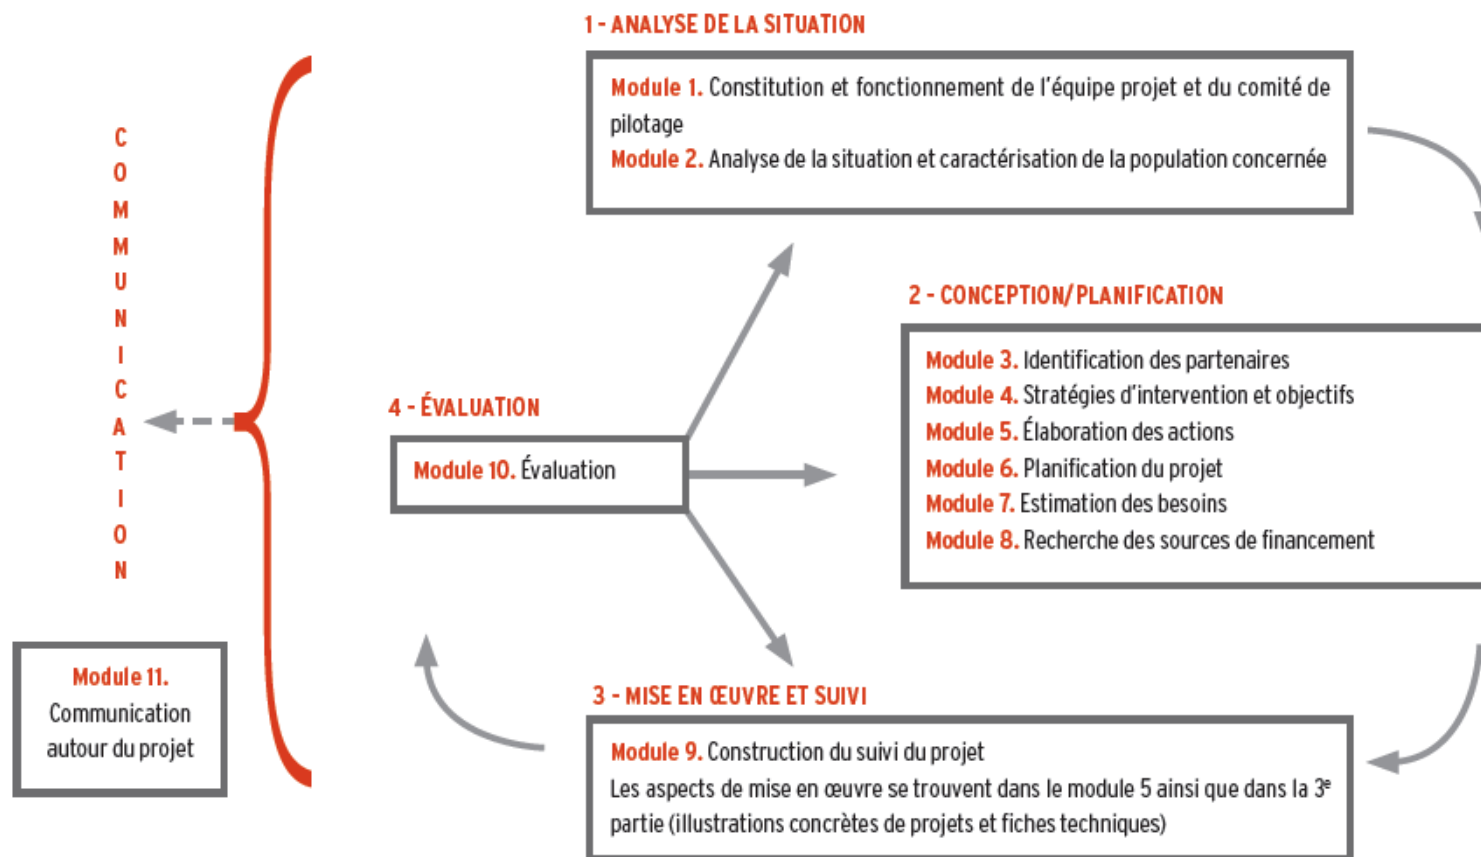 1 - ANALYSE DE LA SITUATION
Module 1. Constitution et fonctionnement de l'équipe projet et du comité de
pilotage
Module 2. Analyse de la situation et caractérisation de la population concernée
COMMUNICATION
2 - CONCEPTION/PLANIFICATION
Module 3. Identification des partenaires
Module 4. Stratégies d'intervention et objectifs
Module 5. Élaboration des actions
Module 6. Planification du projet
Module 7. Estimation des besoins
Module 8. Recherche des sources de financement
4 - ÉVALUATION
Module 10. Évaluation
Module 11.
Communication
autour du projet
3 - MISE EN ŒUVRE ET SUIVI
Module 9. Construction du suivi du projet
Les aspects de mise en œuvre se trouvent dans le module 5 ainsi que dans la 3e
partie (illustrations concrètes de projets et fiches techniques)